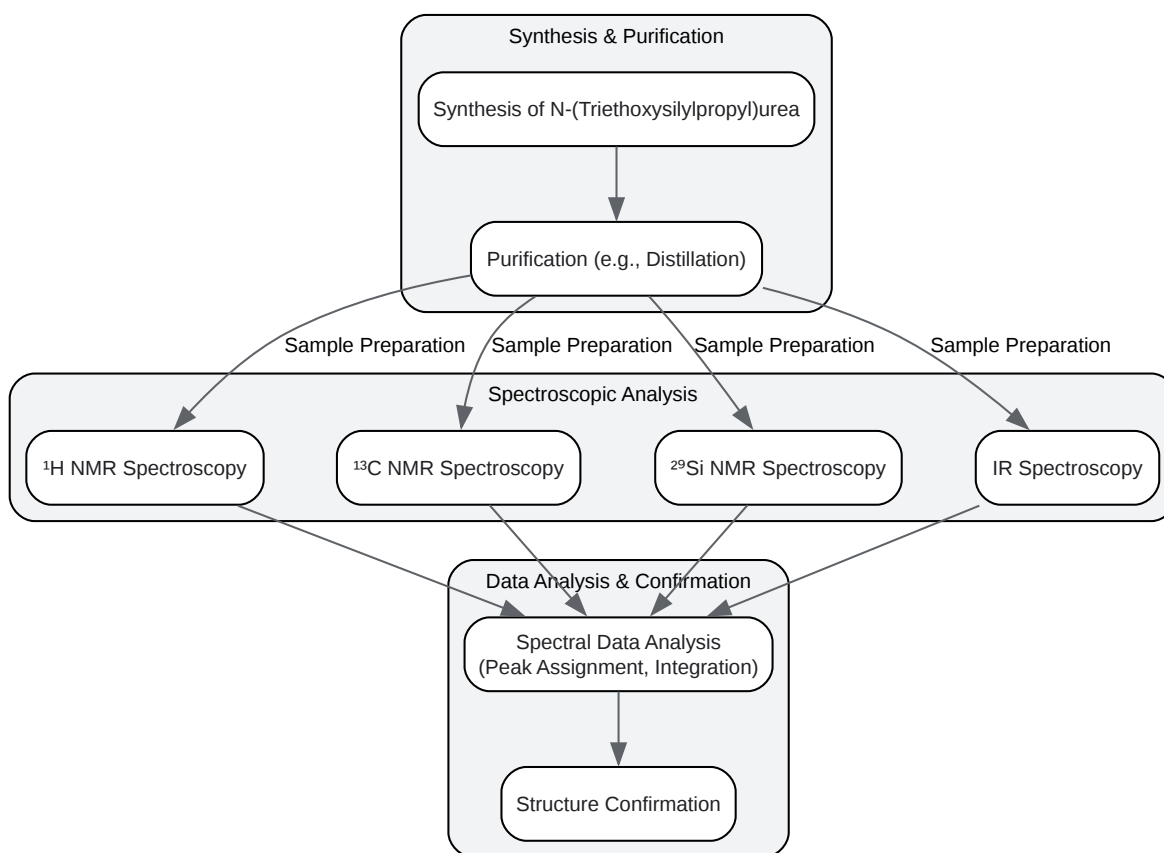 Synthesis & Purification
Synthesis of N-(Triethoxysilylpropyl)urea
Purification (e.g., Distillation)
Sample Preparation
Sample Preparation
Sample Preparation
Sample Preparation
Spectroscopic Analysis
¹H NMR Spectroscopy
¹³C NMR Spectroscopy
²⁹Si NMR Spectroscopy
IR Spectroscopy
Data Analysis & Confirmation
Spectral Data Analysis
(Peak Assignment, Integration)
Structure Confirmation